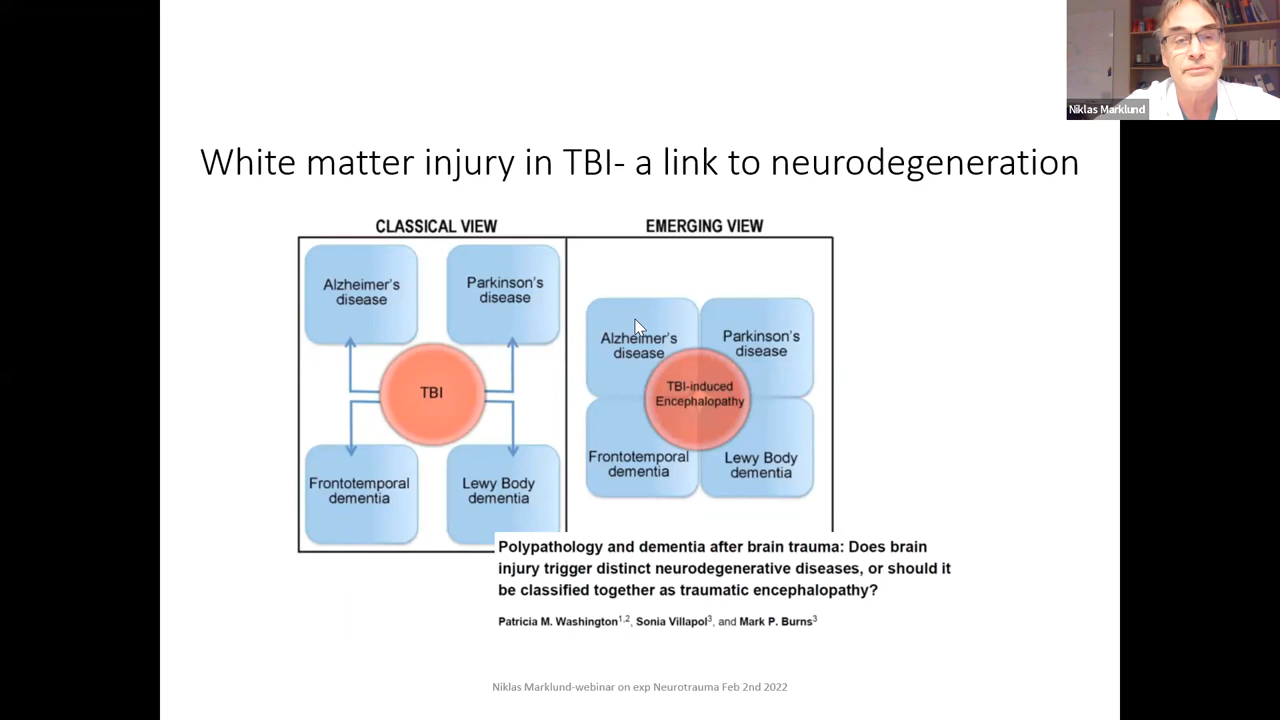 Niklas Marklund
White matter injury in TBI- a link to neurodegeneration
CLASSICAL VIEW
Alzheimer's
disease
Parkinson's
disease
TBI
Frontotemporal
dementia
Lewy Body
dementia
EMERGING VIEW
Alzheimer's
disease
Parkinson's
disease
TBI-induced
Encephalopathy
Frontotemporal
dementia
Lewy Body
dementia
Polypathology and dementia after brain trauma: Does brain
injury trigger distinct neurodegenerative diseases, or should it
be classified together as traumatic encephalopathy?
Patricia M. Washington1,2, Sonia Villapol3, and Mark P. Burns3
Niklas Marklund-webinar on exp Neurotrauma Feb 2nd 2022